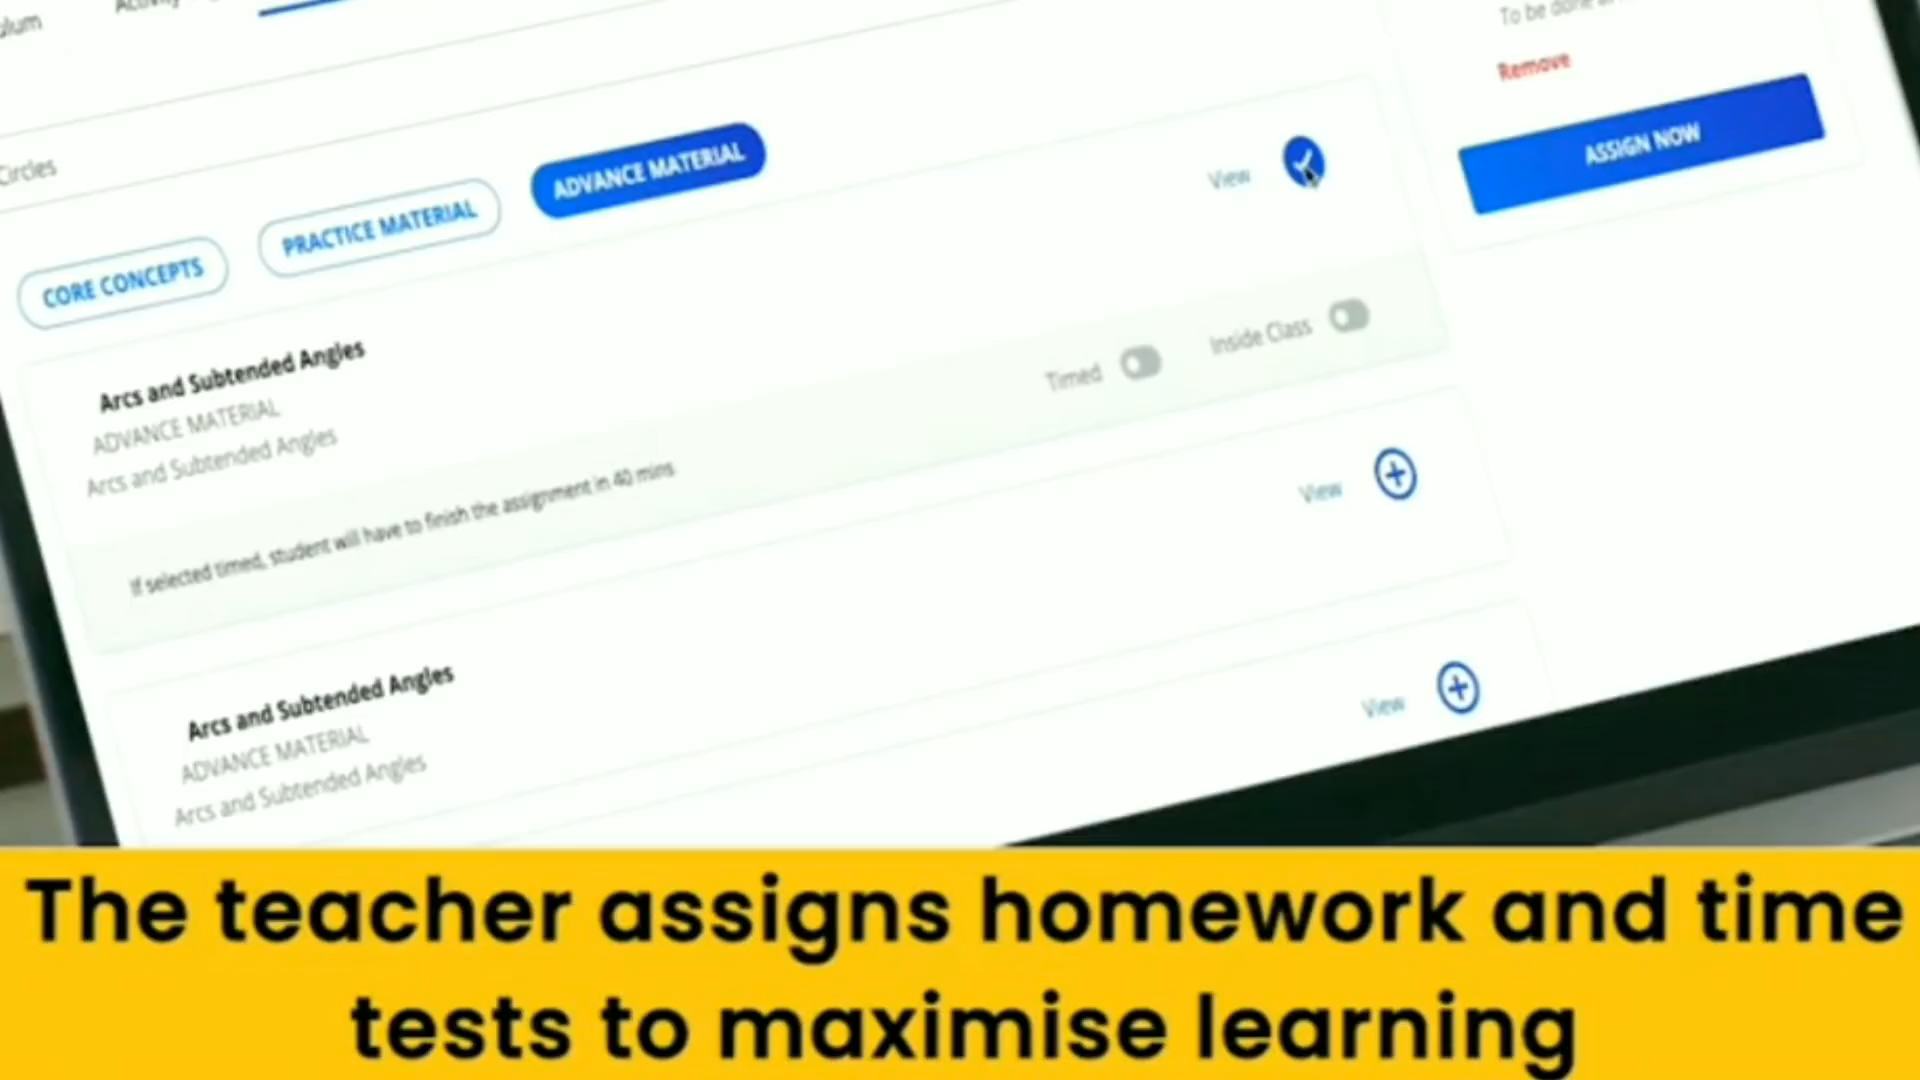 Circles
To be done
Remove
ASSIGN NOW
CORE CONCEPTS
PRACTICE MATERIAL
ADVANCE MATERIAL
View
Arcs and Subtended Angles
ADVANCE MATERIAL
Arcs and Subtended Angles
Timed
Inside Class
If selected timed, student will have to finish the assignment in 40 mins
View
Arcs and Subtended Angles
ADVANCE MATERIAL
Arcs and Subtended Angles
View
The teacher assigns homework and time
tests to maximise learning